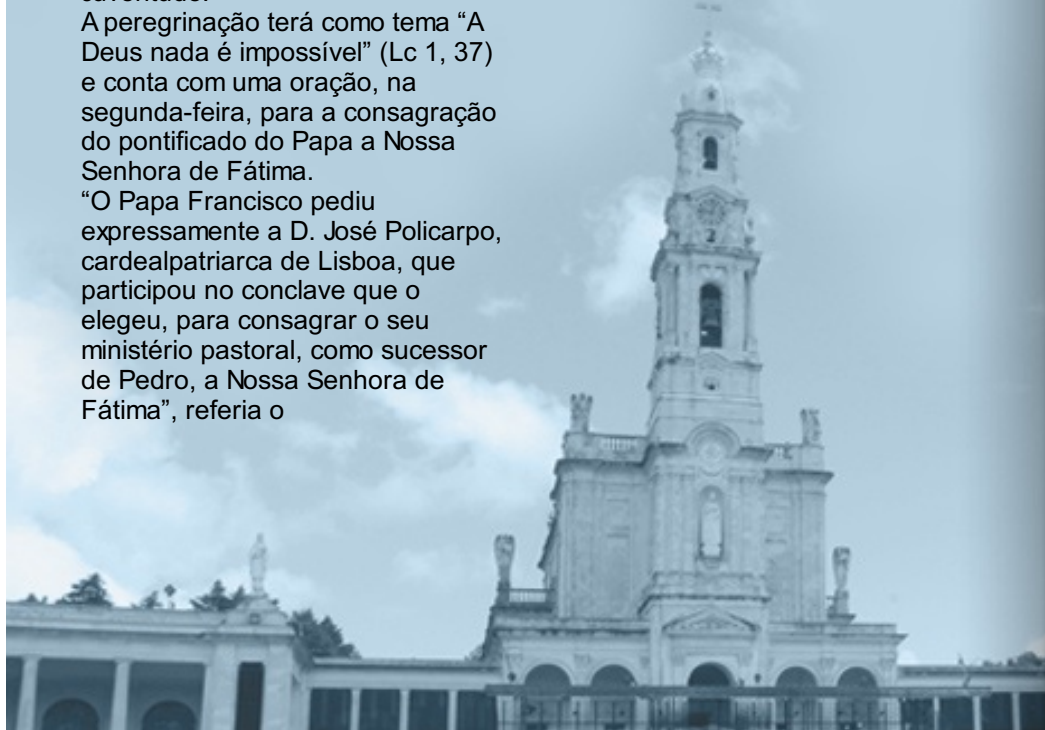 A peregrinação terá como tema “A
Deus nada é impossível” (Lc 1, 37)
e conta com uma oração, na
segunda-feira, para a consagração
do pontificado do Papa a Nossa
Senhora de Fátima.
“O Papa Francisco pediu
expressamente a D. José Policarpo,
cardealpatriarca de Lisboa, que
participou no conclave que o
elegeu, para consagrar o seu
ministério pastoral, como sucessor
de Pedro, a Nossa Senhora de
Fátima”, referia o